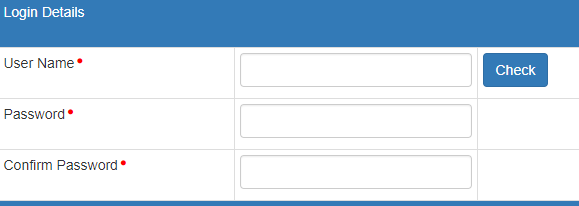 Login Details
User Name
Check
Password
Confirm Password